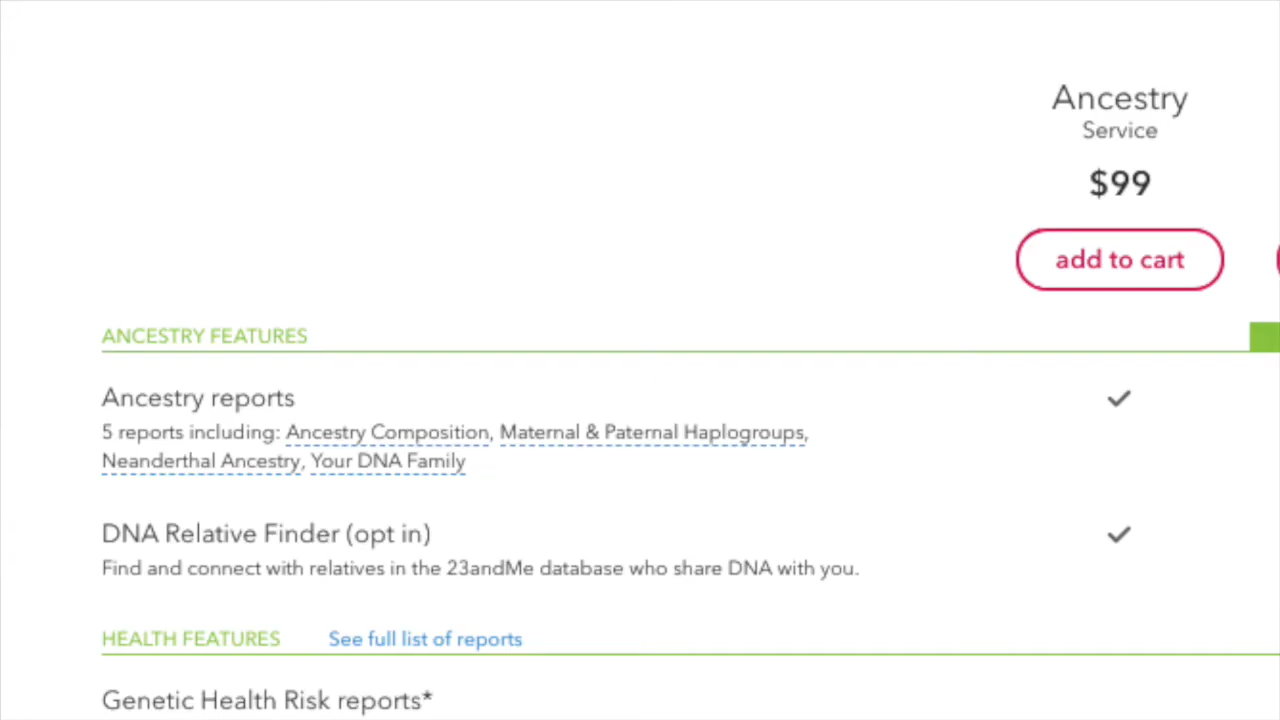 Ancestry
Service
$99
add to cart
ANCESTRY FEATURES
Ancestry reports
5 reports including: Ancestry Composition, Maternal & Paternal Haplogroups,
Neanderthal Ancestry, Your DNA Family
DNA Relative Finder (opt in)
Find and connect with relatives in the 23andMe database who share DNA with you.
HEALTH FEATURES See full list of reports
Genetic Health Risk reports*